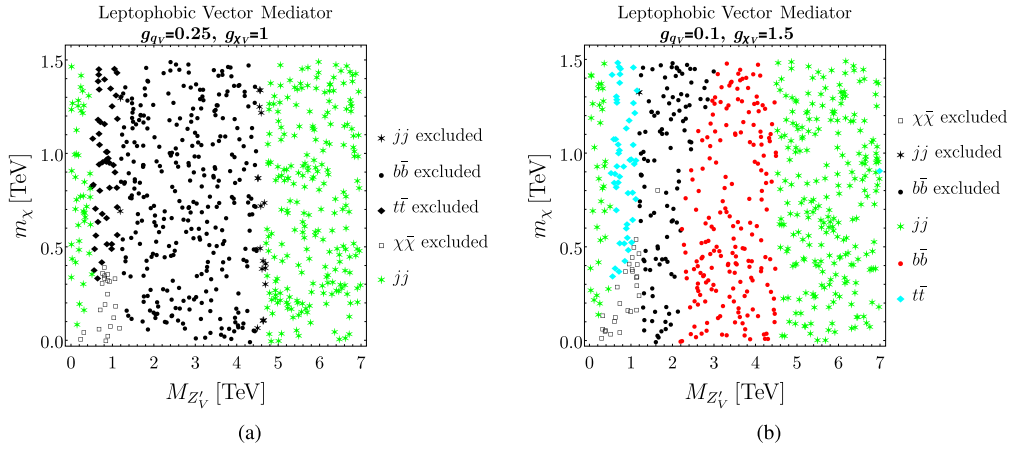 Leptophobic Vector Mediator
g_{qV}=0.25, g_{χV}=1
1.5
1.0
0.5
0.0
m_χ [TeV]
0 1 2 3 4 5 6 7
M_{Z′_V} [TeV]
jj excluded
bb̄ excluded
tt̄ excluded
χχ̄ excluded
jj
(a)
Leptophobic Vector Mediator
g_{qV}=0.1, g_{χV}=1.5
1.5
1.0
0.5
0.0
m_χ [TeV]
0 1 2 3 4 5 6 7
M_{Z′_V} [TeV]
χχ̄ excluded
jj excluded
bb̄ excluded
jj
bb̄
tt̄
(b)